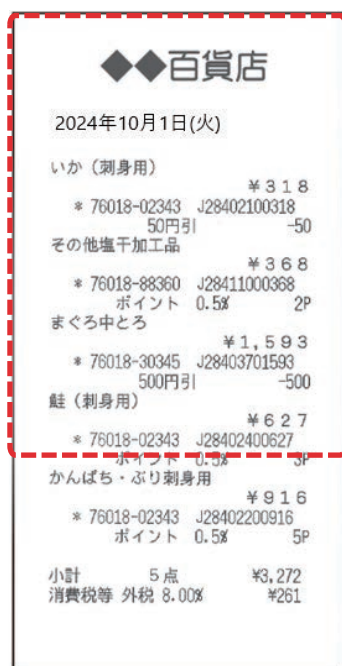 ◆◆百貨店
2024年10月1日(火)
いか（刺身用）
¥318
* 76018-02343 J28402100318
50円引 -50
その他塩干加工品
¥368
* 76018-88360 J28411000368
ポイント 0.5% 2P
まぐろ中とろ
¥1,593
* 76018-30345 J28403701593
500円引 -500
鮭（刺身用）
¥627
* 76018-02343 J28402400627
ポイント 0.5% 3P
かんぱち・ぶり刺身用
¥916
* 76018-02343 J28402200916
ポイント 0.5% 5P
小計 5点 ¥3,272
消費税等 外税 8.00% ¥261